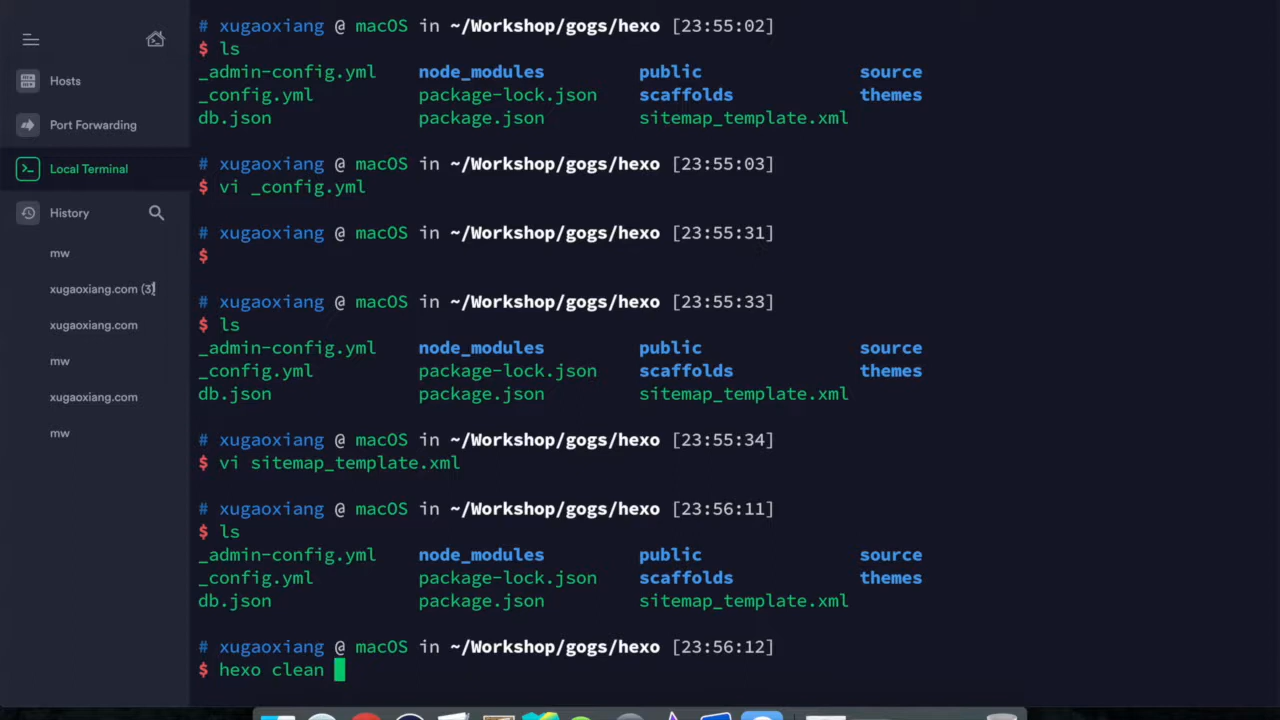 Hosts
Port Forwarding
Local Terminal
History
mw
xugaoxiang.com (3)
xugaoxiang.com
mw
xugaoxiang.com
mw
# xugaoxiang @ macOS in ~/Workshop/gogs/hexo [23:55:02]
$ ls
_admin-config.yml node_modules public source
_config.yml package-lock.json scaffolds themes
db.json package.json sitemap_template.xml
# xugaoxiang @ macOS in ~/Workshop/gogs/hexo [23:55:03]
$ vi _config.yml
# xugaoxiang @ macOS in ~/Workshop/gogs/hexo [23:55:31]
$
# xugaoxiang @ macOS in ~/Workshop/gogs/hexo [23:55:33]
$ ls
_admin-config.yml node_modules public source
_config.yml package-lock.json scaffolds themes
db.json package.json sitemap_template.xml
# xugaoxiang @ macOS in ~/Workshop/gogs/hexo [23:55:34]
$ vi sitemap_template.xml
# xugaoxiang @ macOS in ~/Workshop/gogs/hexo [23:56:11]
$ ls
_admin-config.yml node_modules public source
_config.yml package-lock.json scaffolds themes
db.json package.json sitemap_template.xml
# xugaoxiang @ macOS in ~/Workshop/gogs/hexo [23:56:12]
$ hexo clean